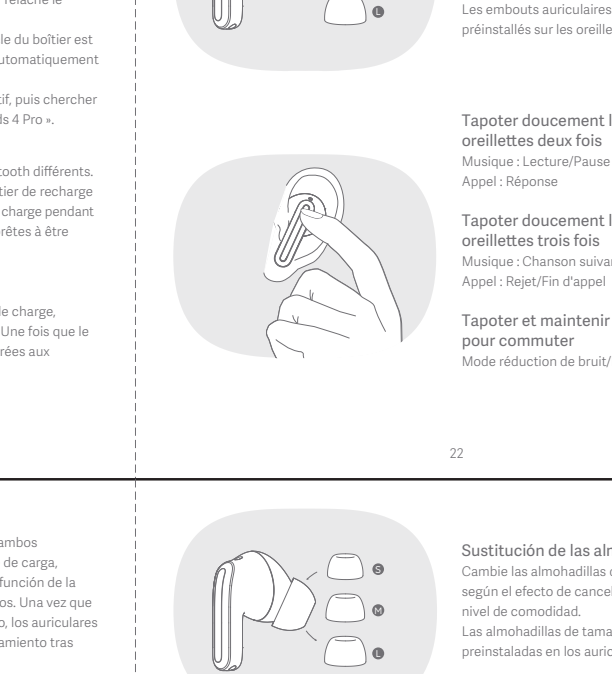 relâche le
le du boîtier est
utomatiquement
tif, puis chercher
ds 4 Pro ».
tooth différents.
tier de recharge
charge pendant
rêtes à être
de charge,
Une fois que le
rées aux
L
Les embouts auriculaires
préinstallés sur les oreille
Tapoter doucement l
oreillettes deux fois
Musique : Lecture/Pause
Appel : Réponse
Tapoter doucement l
oreillettes trois fois
Musique : Chanson suivan
Appel : Rejet/Fin d'appel
Tapoter et maintenir
pour commuter
Mode réduction de bruit/
22
ambos
de carga,
función de la
os. Una vez que
o, los auriculares
amiento tras
S
M
L
Sustitución de las alm
Cambie las almohadillas d
según el efecto de cancel
nivel de comodidad.
Las almohadillas de tama
preinstaladas en los auric